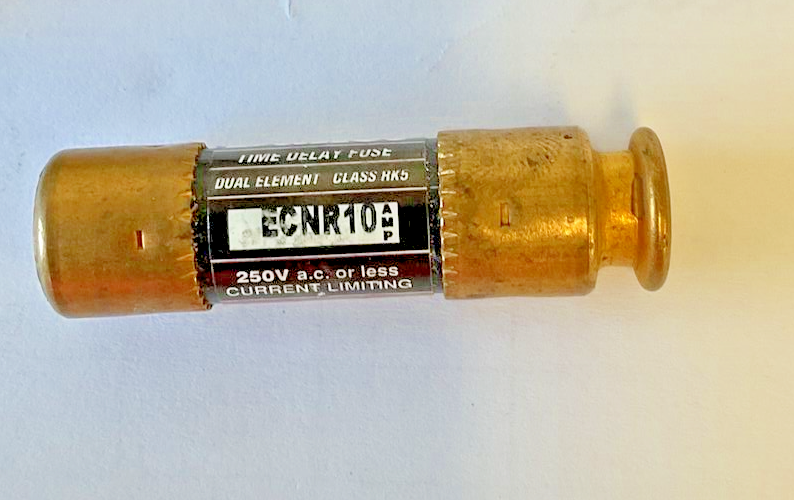 TIME DELAY FUSE
DUAL ELEMENT CLASS RK5
ECNR10 AMP
250V a.c. or less
CURRENT LIMITING